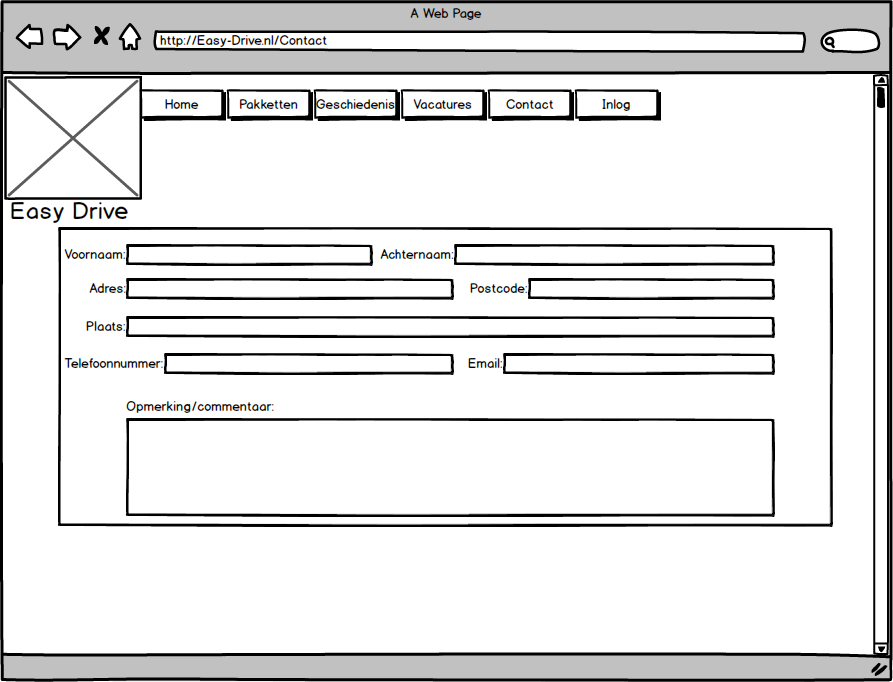 A Web Page
http://Easy-Drive.nl/Contact
Home Pakketten Geschiedenis Vacatures Contact Inlog
Easy Drive
Voornaam: Achternaam:
Adres: Postcode:
Plaats:
Telefoonnummer: Email:
Opmerking/commentaar: